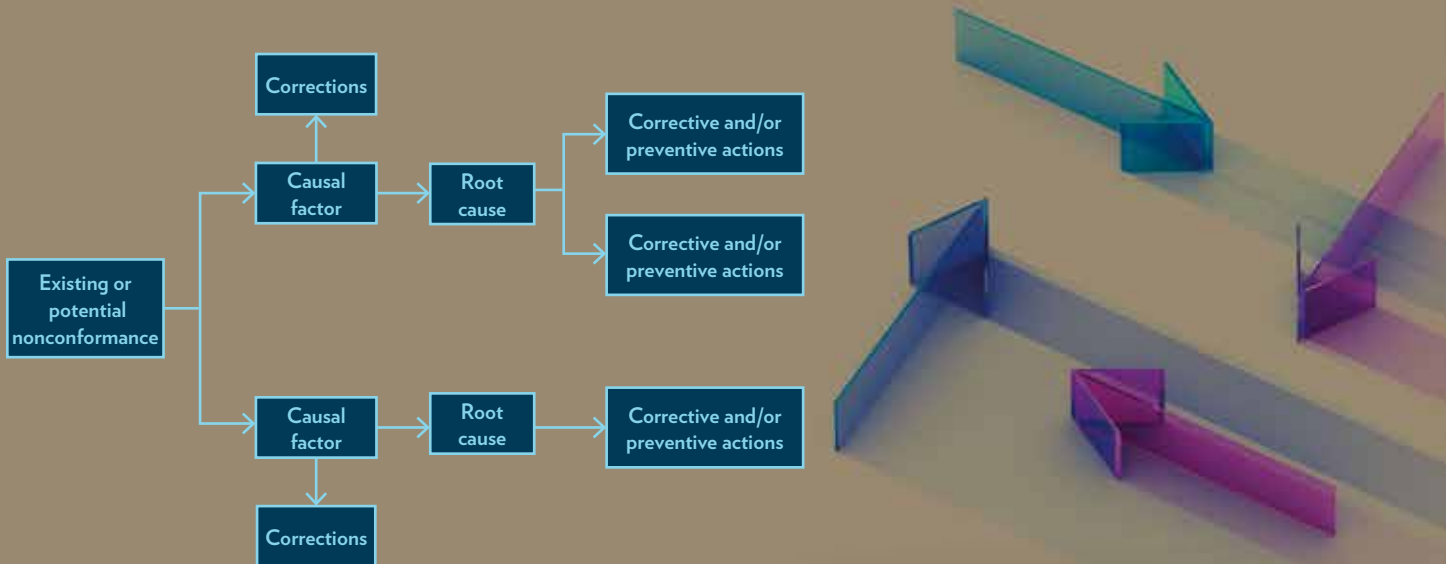 Corrections
Corrective and/or
preventive actions
Causal
factor
Root
cause
Corrective and/or
preventive actions
Existing or
potential
nonconformance
Causal
factor
Root
cause
Corrective and/or
preventive actions
Corrections